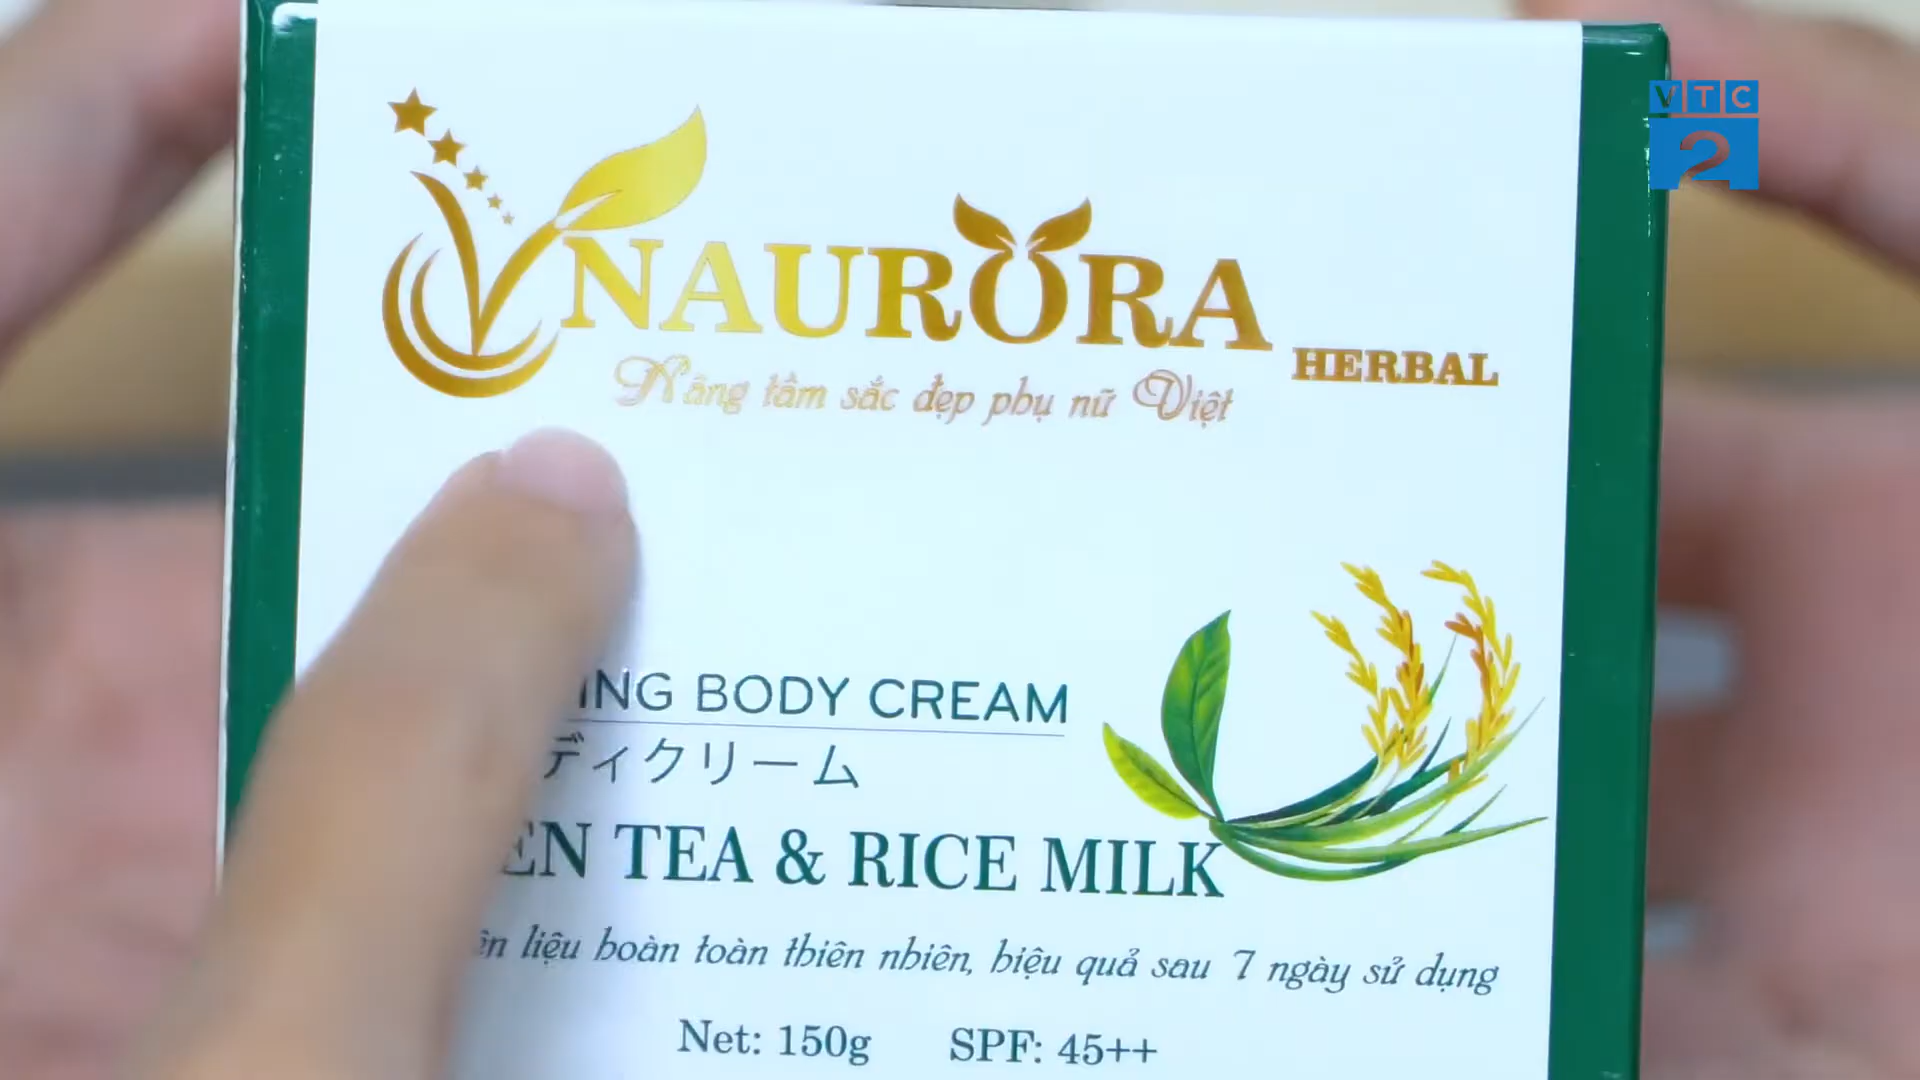 VTC
2
NAURORA
HERBAL
Nâng tầm sắc đẹp phụ nữ Việt
BODY CREAM
ディクリーム
TEA & RICE MILK
liệu hoàn toàn thiên nhiên, hiệu quả sau 7 ngày sử dụng
Net: 150g SPF: 45++